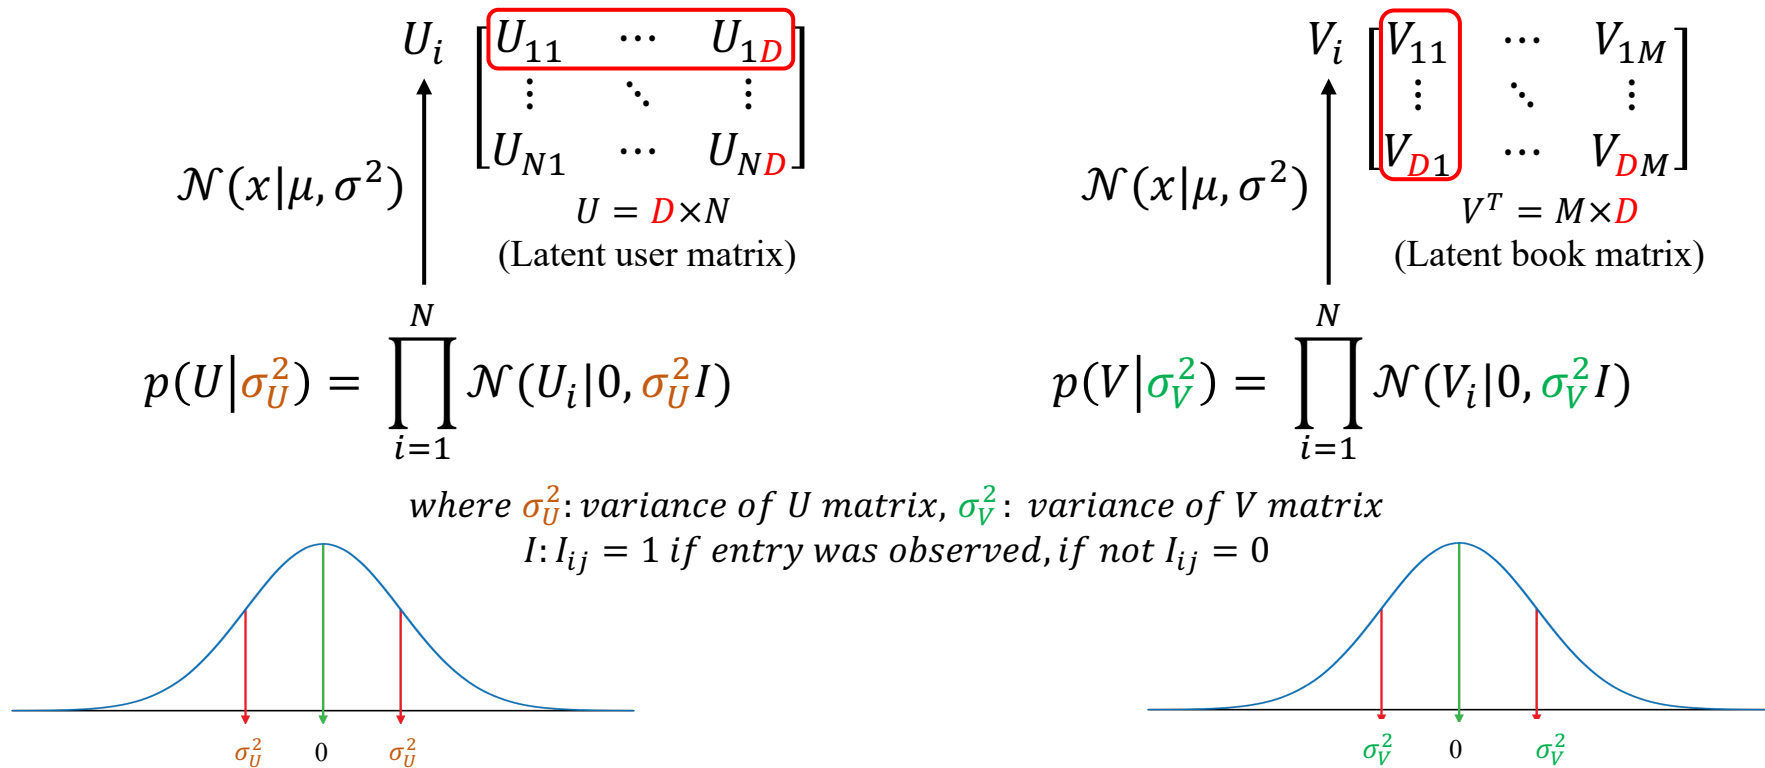 U_i [U_11 ⋯ U_1D
⋮ ⋱ ⋮
U_N1 ⋯ U_ND]
𝒩(x|μ, σ²)
U = D×N
(Latent user matrix)
p(U|σ_U²) = ∏_{i=1}^{N} 𝒩(U_i|0, σ_U² I)
V_i [V_11 ⋯ V_1M
⋮ ⋱ ⋮
V_D1 ⋯ V_DM]
𝒩(x|μ, σ²)
V^T = M×D
(Latent book matrix)
p(V|σ_V²) = ∏_{i=1}^{N} 𝒩(V_i|0, σ_V² I)
where σ_U²: variance of U matrix, σ_V²: variance of V matrix
I: I_ij = 1 if entry was observed, if not I_ij = 0
σ_U² 0 σ_U²
σ_V² 0 σ_V²